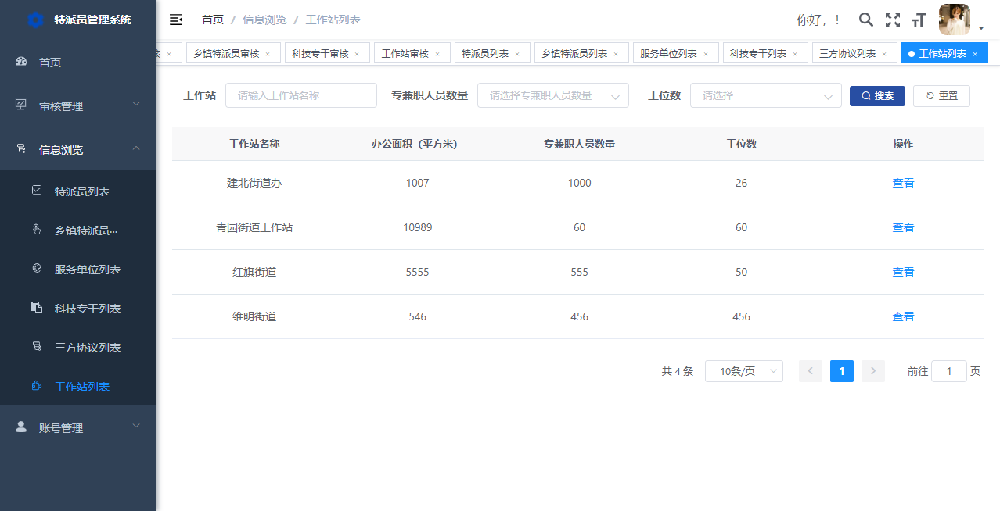 特派员管理系统
首页
审核管理
信息浏览
特派员列表
乡镇特派员...
服务单位列表
科技专干列表
三方协议列表
工作站列表
账号管理
首页 / 信息浏览 / 工作站列表
你好，！
× 乡镇特派员审核 × 科技专干审核 × 工作站审核 × 特派员列表 × 乡镇特派员列表 × 服务单位列表 × 科技专干列表 × 三方协议列表 × 工作站列表 ×
工作站 请输入工作站名称 专兼职人员数量 请选择专兼职人员数量 工位数 请选择 搜索 重置
工作站名称 办公面积（平方米） 专兼职人员数量 工位数 操作
建北街道办 1007 1000 26 查看
青园街道工作站 10989 60 60 查看
红旗街道 5555 555 50 查看
维明街道 546 456 456 查看
共 4 条 10条/页 1 前往 1 页